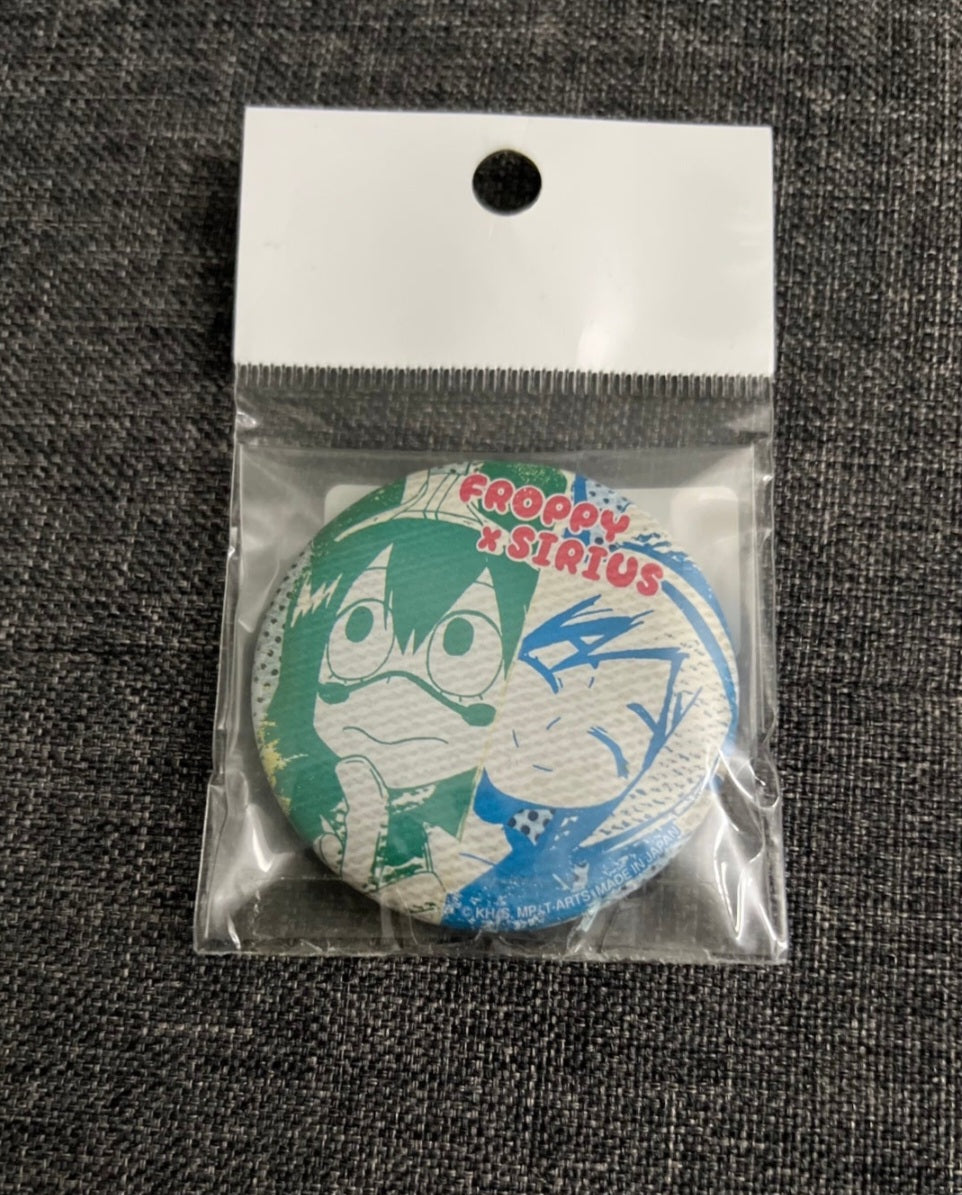 FROPPY
x SIRIUS
© KH/S, MP, T-ARTS, MADE IN JAPAN